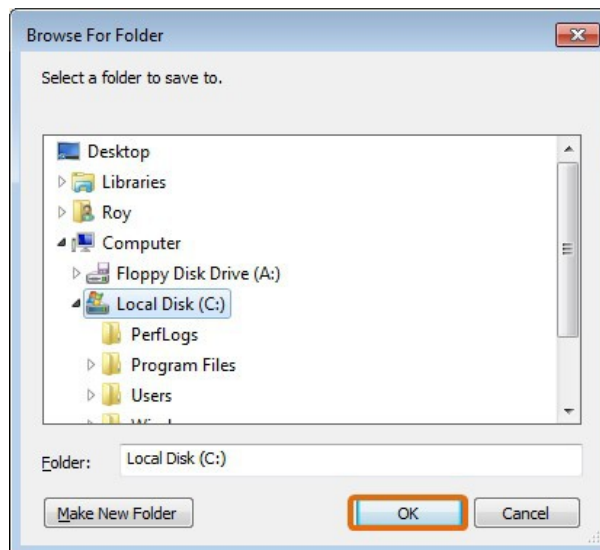 Browse For Folder
Select a folder to save to.
Desktop
Libraries
Roy
Computer
Floppy Disk Drive (A:)
Local Disk (C:)
PerfLogs
Program Files
Users
Folder: Local Disk (C:)
Make New Folder OK Cancel